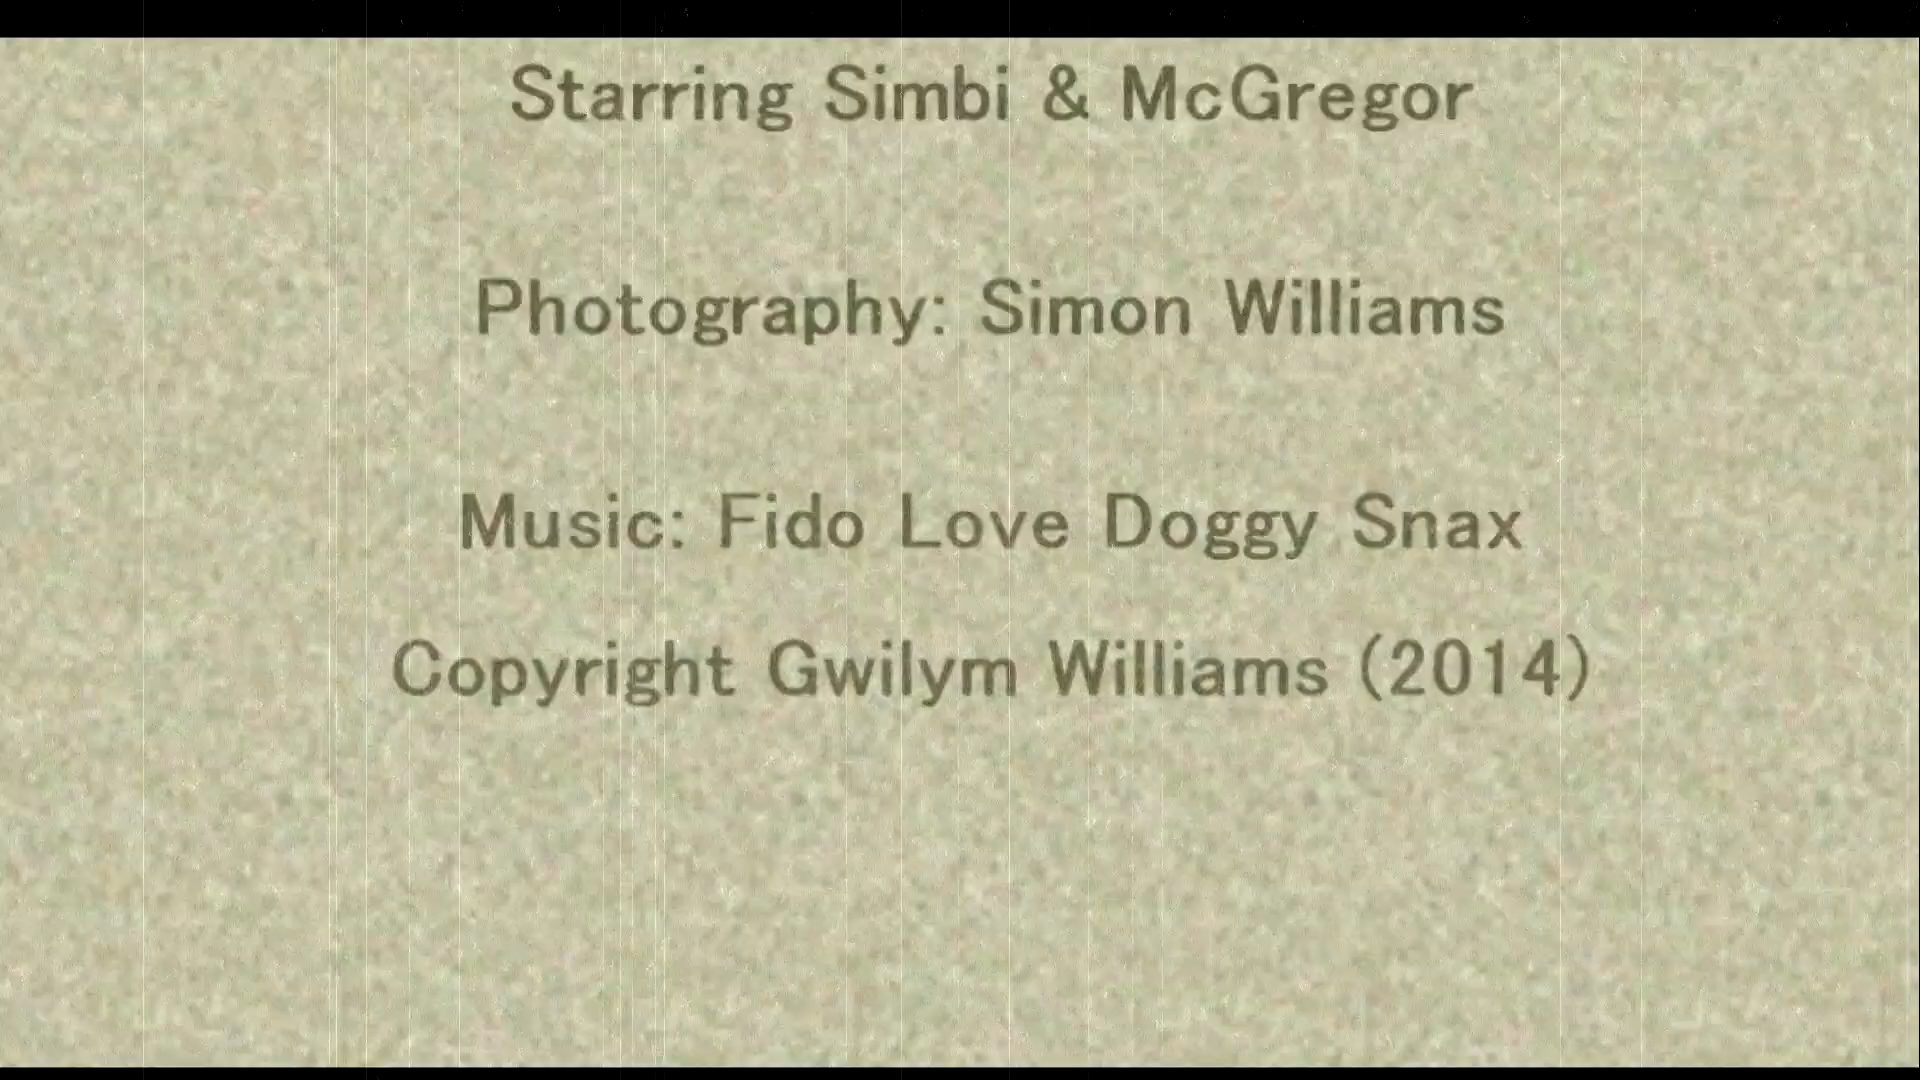 Starring Simbi & McGregor
Photography: Simon Williams
Music: Fido Love Doggy Snax
Copyright Gwilym Williams (2014)